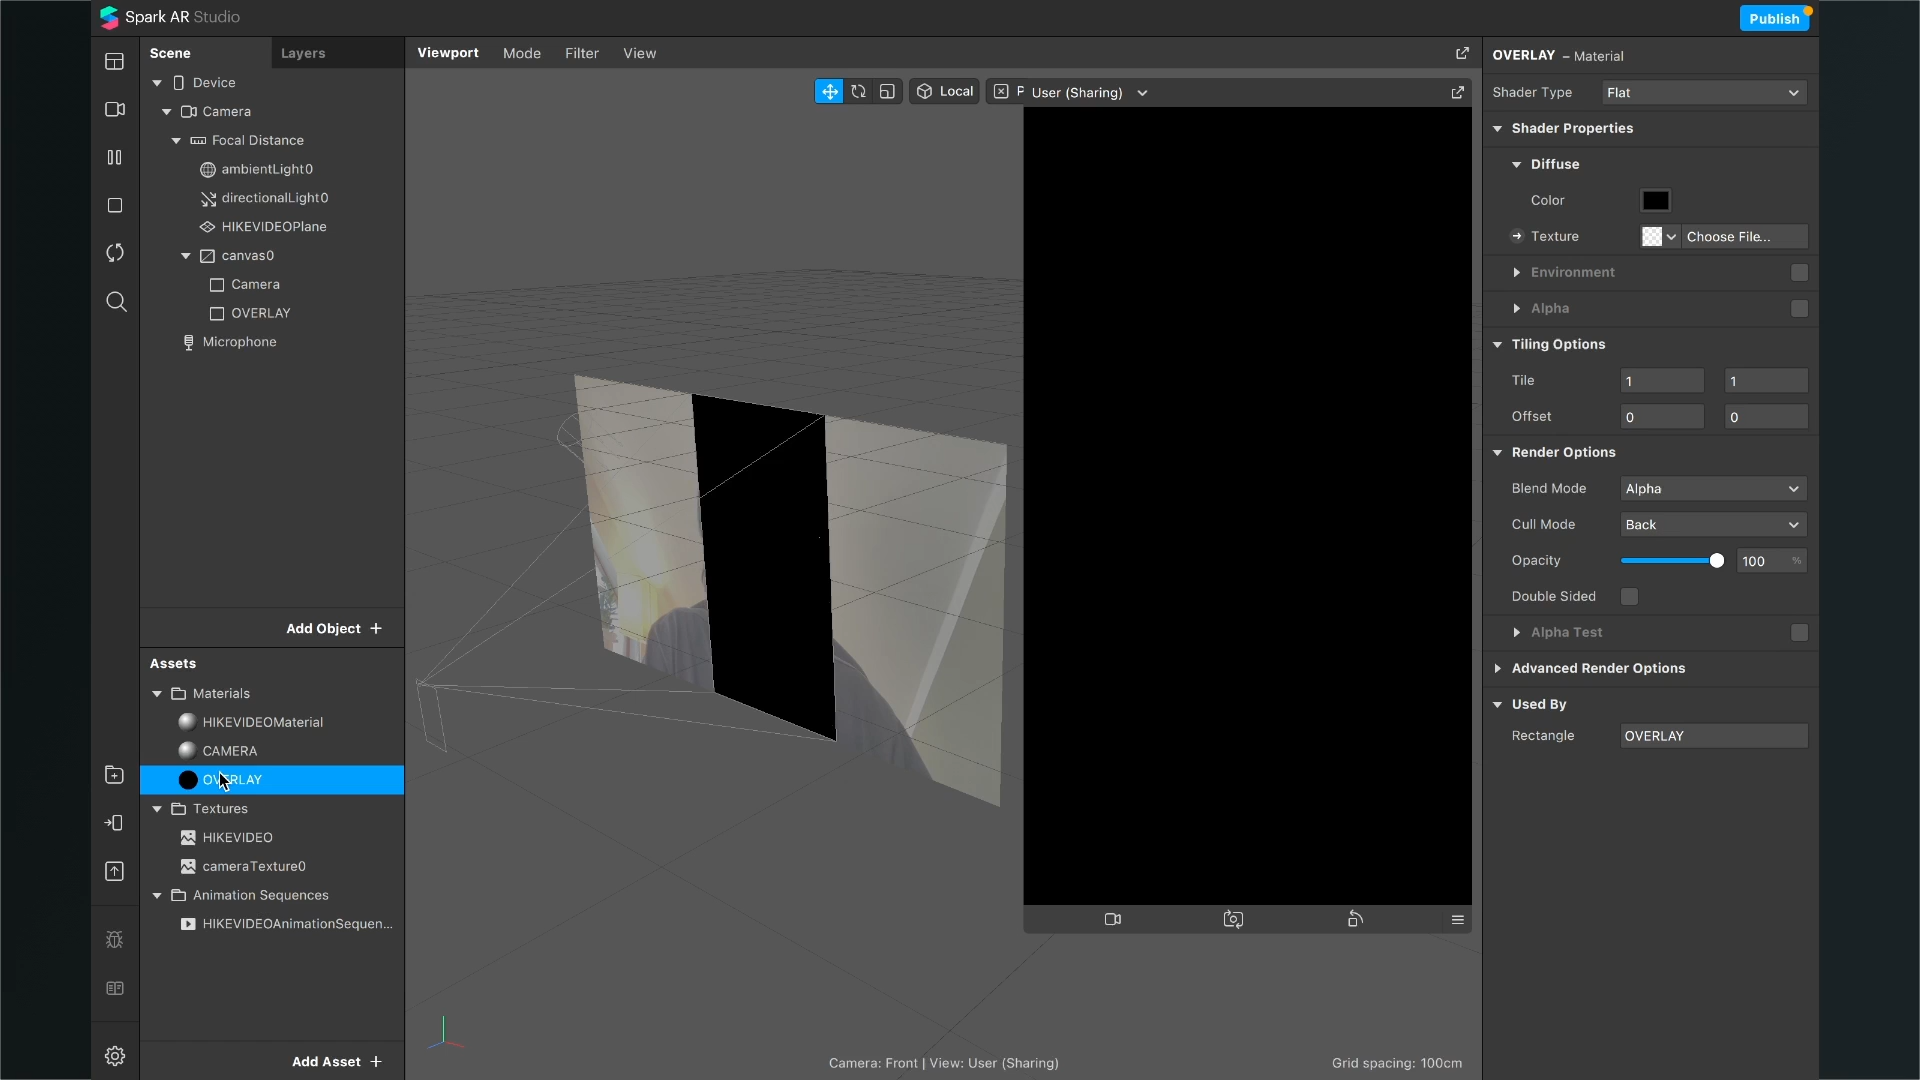 Spark AR Studio
Publish
Scene
Layers
Device
Camera
Focal Distance
ambientLight0
directionalLight0
HIKEVIDEOPlane
canvas0
Camera
OVERLAY
Microphone
Add Object +
Assets
Materials
HIKEVIDEOMaterial
CAMERA
OVERLAY
Textures
HIKEVIDEO
cameraTexture0
Animation Sequences
HIKEVIDEOAnimationSequen...
Add Asset +
Viewport Mode Filter View
Local
P
User (Sharing)
Camera: Front | View: User (Sharing)
Grid spacing: 100cm
OVERLAY – Material
Shader Type Flat
Shader Properties
Diffuse
Color
Texture Choose File...
Environment
Alpha
Tiling Options
Tile 1 1
Offset 0 0
Render Options
Blend Mode Alpha
Cull Mode Back
Opacity 100 %
Double Sided
Alpha Test
Advanced Render Options
Used By
Rectangle OVERLAY